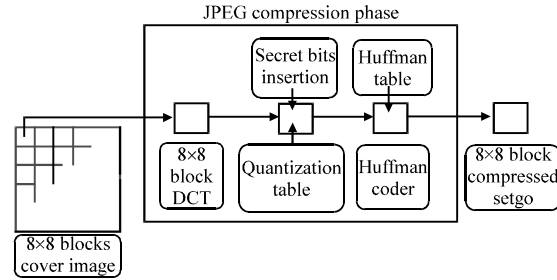 JPEG compression phase
Secret bits
insertion
Huffman
table
8×8
block
DCT
Quantization
table
Huffman
coder
8×8 block
compressed
setgo
8×8 blocks
cover image